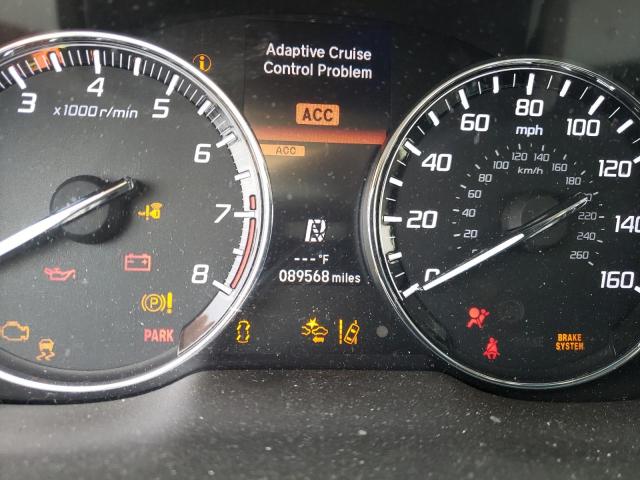 Adaptive Cruise
Control Problem
ACC
ACC
3 4 5 6 7 8
x1000 r/min
PARK
P
R
--- °F
089568 miles
0 20 40 60 80 100 120 140 160
mph
120 140
100 160
80 180
60
40 220
20 240
260
km/h
BRAKE
SYSTEM